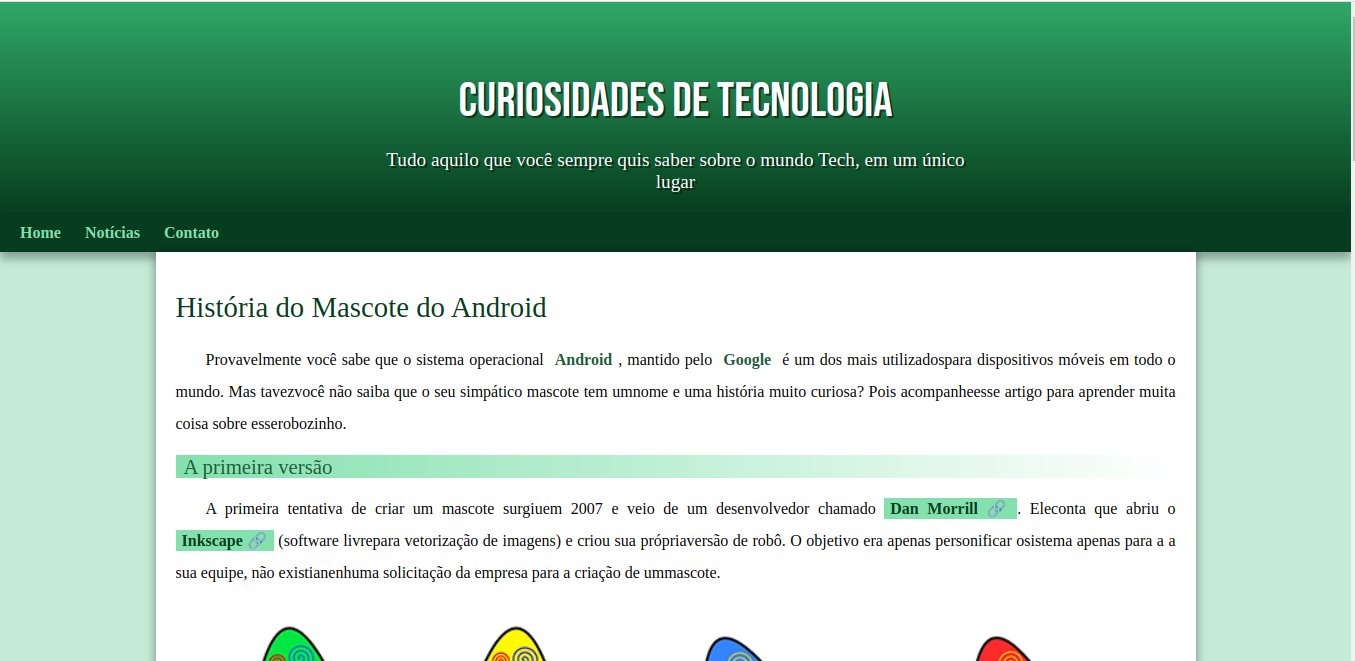 CURIOSIDADES DE TECNOLOGIA
Tudo aquilo que você sempre quis saber sobre o mundo Tech, em um único
lugar
Home Notícias Contato
História do Mascote do Android
Provavelmente você sabe que o sistema operacional Android , mantido pelo Google é um dos mais utilizadospara dispositivos móveis em todo o
mundo. Mas tavezvocê não saiba que o seu simpático mascote tem umnome e uma história muito curiosa? Pois acompanheesse artigo para aprender muita
coisa sobre esserobozinho.
A primeira versão
A primeira tentativa de criar um mascote surgiuem 2007 e veio de um desenvolvedor chamado Dan Morrill 🔗 . Eleconta que abriu o
Inkscape 🔗 (software livrepara vetorização de imagens) e criou sua própriaversão de robô. O objetivo era apenas personificar osistema apenas para a a
sua equipe, não existianenhuma solicitação da empresa para a criação de ummascote.